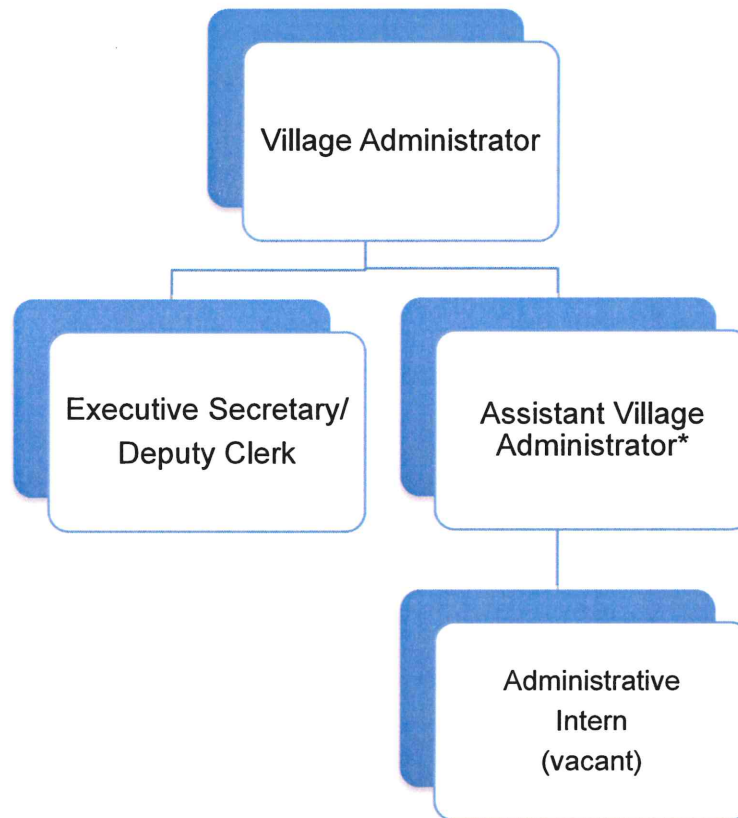 Village Administrator
Executive Secretary/
Deputy Clerk
Assistant Village
Administrator*
Administrative
Intern
(vacant)